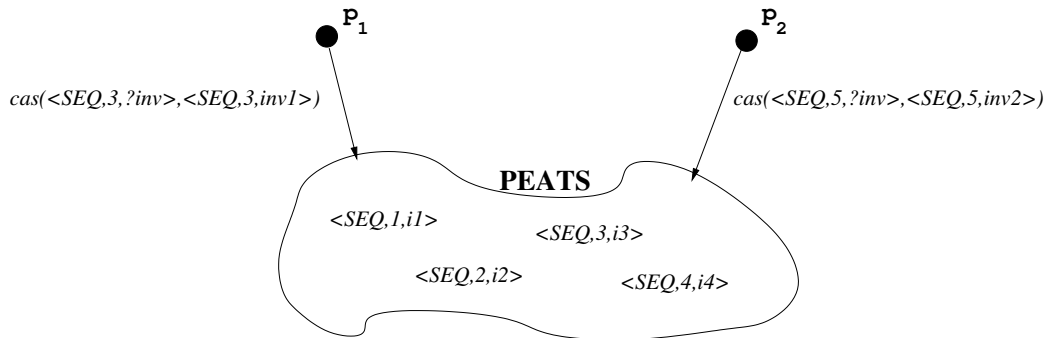 p1 p2
cas(<SEQ,3,?inv>,<SEQ,3,inv1>) cas(<SEQ,5,?inv>,<SEQ,5,inv2>)
PEATS
<SEQ,1,i1> <SEQ,3,i3>
<SEQ,2,i2> <SEQ,4,i4>